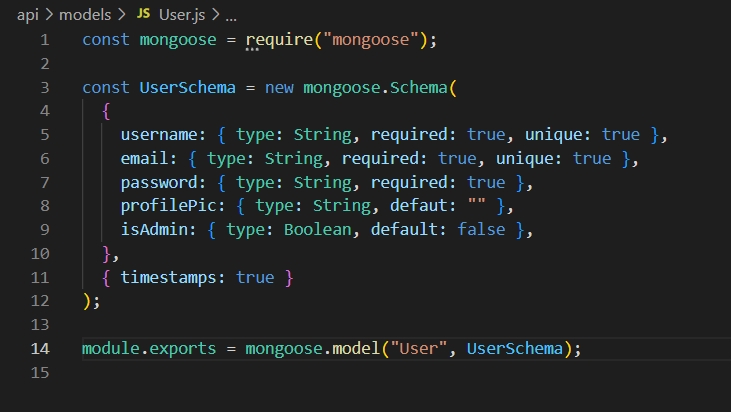 api > models > JS User.js > ...
1 const mongoose = require("mongoose");
2
3 const UserSchema = new mongoose.Schema(
4 {
5 username: { type: String, required: true, unique: true },
6 email: { type: String, required: true, unique: true },
7 password: { type: String, required: true },
8 profilePic: { type: String, defaut: "" },
9 isAdmin: { type: Boolean, default: false },
10 },
11 { timestamps: true }
12 );
13
14 module.exports = mongoose.model("User", UserSchema);
15